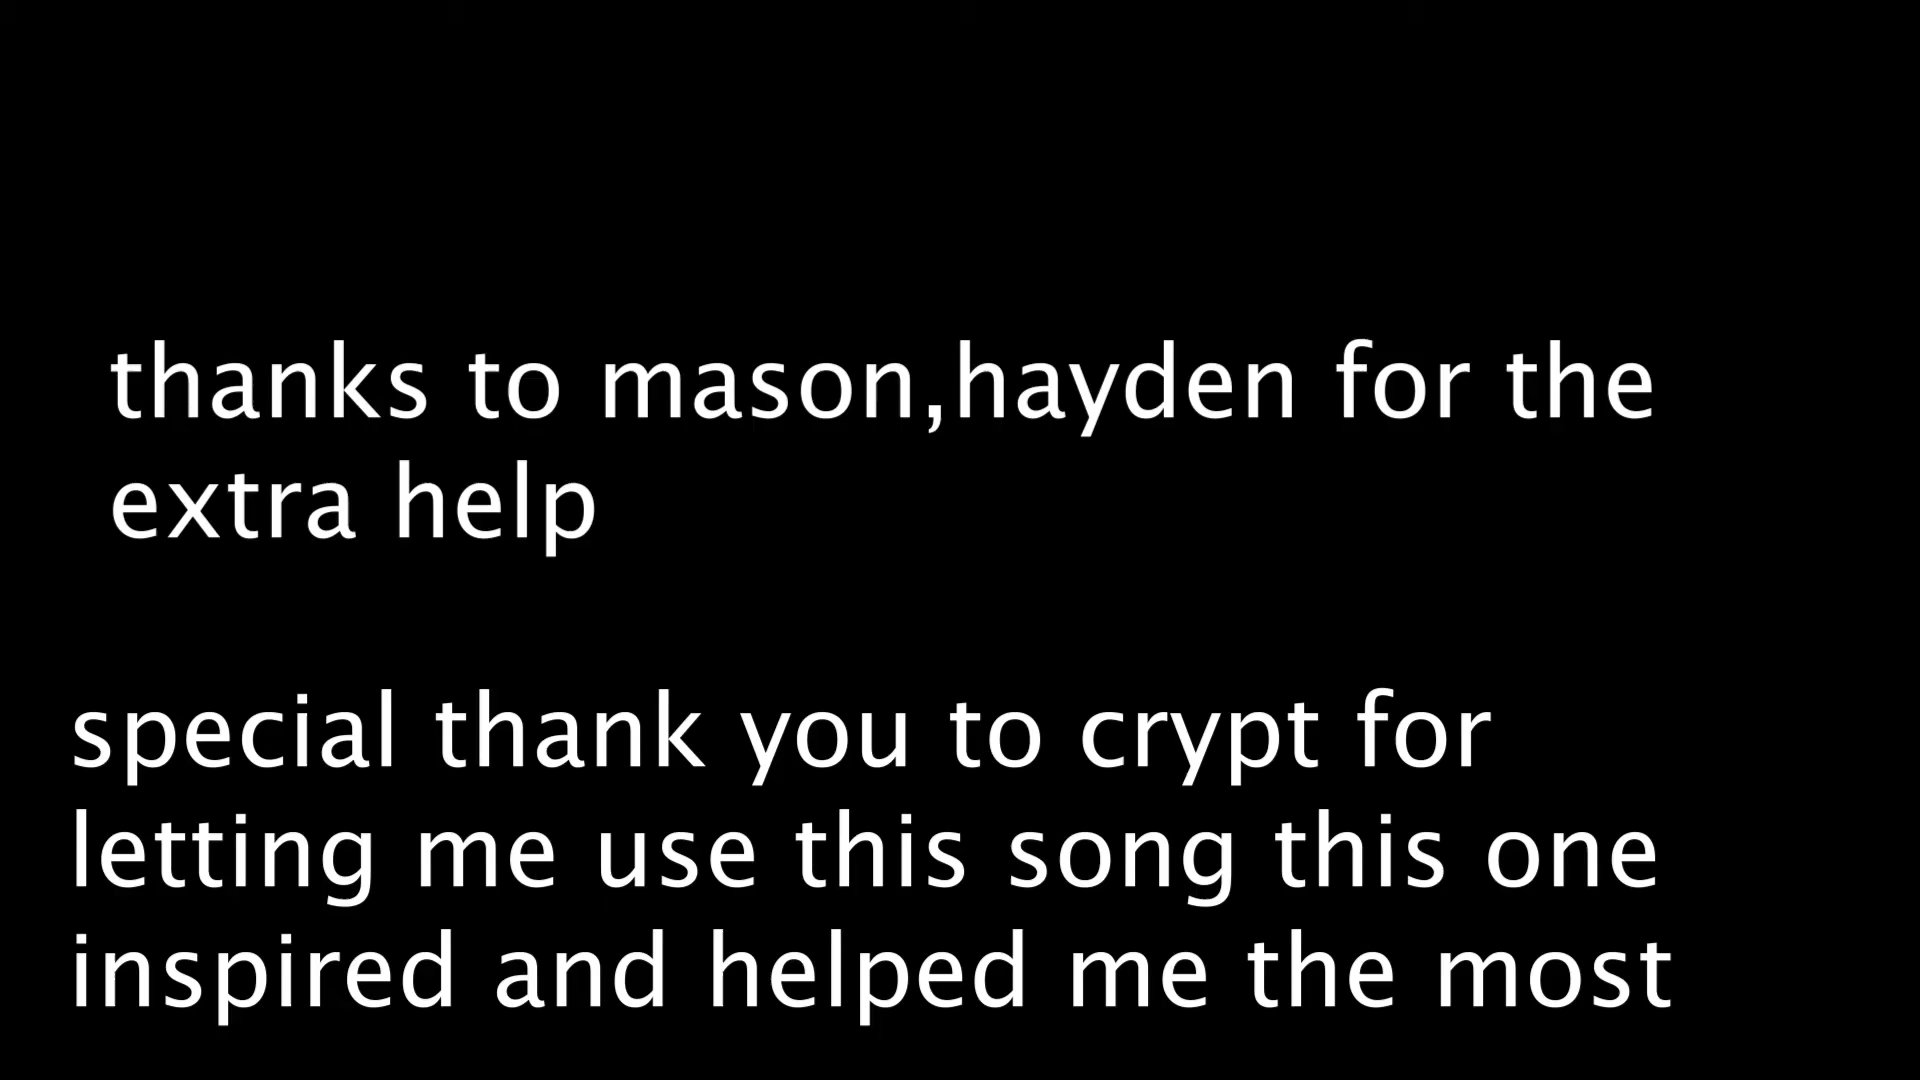 thanks to mason,hayden for the
extra help
special thank you to crypt for
letting me use this song this one
inspired and helped me the most